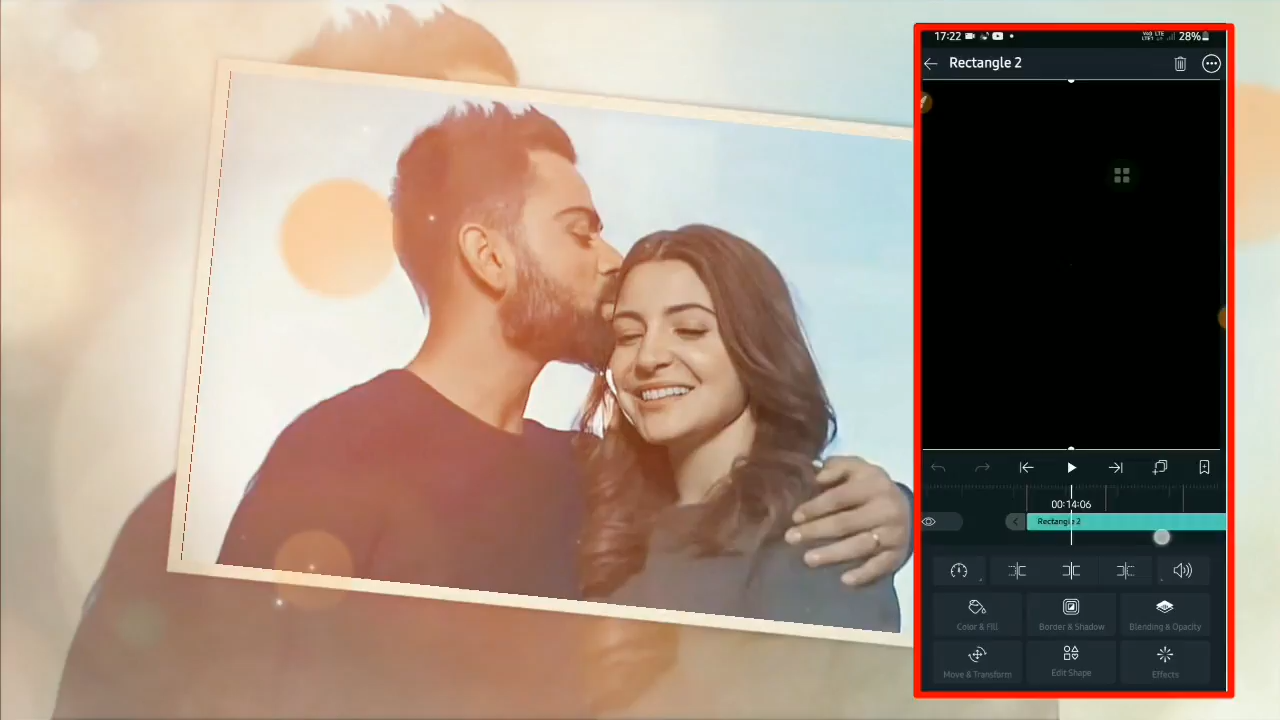 17:22
28%
Rectangle 2
00:14:06
Rectangle 2
Color & Fill
Border & Shadow
Blending & Opacity
Move & Transform
Edit Shape
Effects